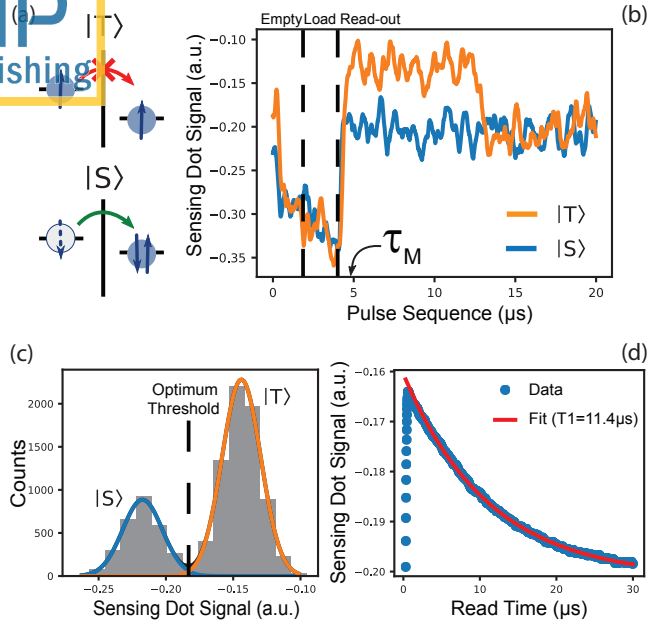 (a)
IP
ishing
|T⟩
|S⟩
(b)
Empty Load Read-out
Sensing Dot Signal (a.u.)
−0.10
−0.15
−0.20
−0.25
−0.30
−0.35
|T⟩
|S⟩
τM
0 5 10 15 20
Pulse Sequence (μs)
(c)
Counts
2000
1500
1000
500
0
Optimum
Threshold
|T⟩
|S⟩
−0.25 −0.20 −0.15 −0.10
Sensing Dot Signal (a.u.)
(d)
Sensing Dot Signal (a.u.)
−0.16
−0.17
−0.18
−0.19
−0.20
Data
Fit (T1=11.4μs)
0 10 20 30
Read Time (μs)